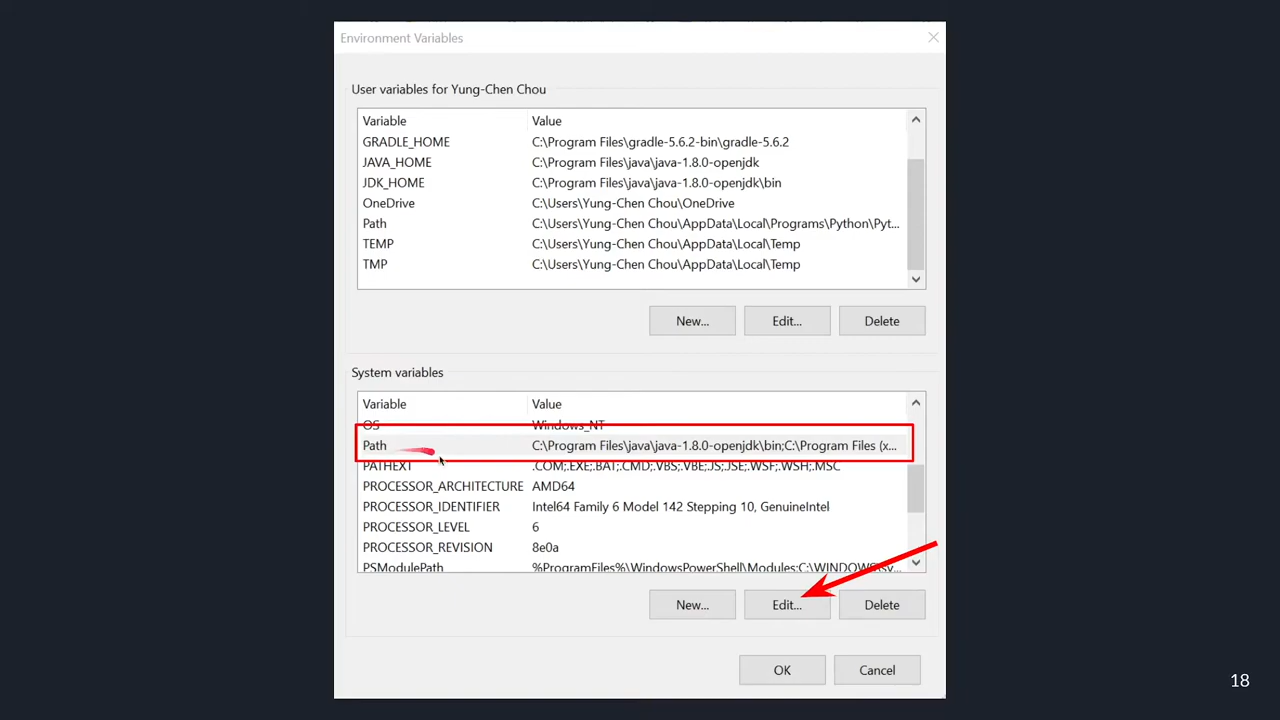 Environment Variables
User variables for Yung-Chen Chou
Variable Value
GRADLE_HOME C:\Program Files\gradle-5.6.2-bin\gradle-5.6.2
JAVA_HOME C:\Program Files\java\java-1.8.0-openjdk
JDK_HOME C:\Program Files\java\java-1.8.0-openjdk\bin
OneDrive C:\Users\Yung-Chen Chou\OneDrive
Path C:\Users\Yung-Chen Chou\AppData\Local\Programs\Python\Pyt...
TEMP C:\Users\Yung-Chen Chou\AppData\Local\Temp
TMP C:\Users\Yung-Chen Chou\AppData\Local\Temp
New... Edit... Delete
System variables
Variable Value
OS Windows_NT
Path C:\Program Files\java\java-1.8.0-openjdk\bin;C:\Program Files (x...
PATHEXT .COM;.EXE;.BAT;.CMD;.VBS;.VBE;.JS;.JSE;.WSF;.WSH;.MSC
PROCESSOR_ARCHITECTURE AMD64
PROCESSOR_IDENTIFIER Intel64 Family 6 Model 142 Stepping 10, GenuineIntel
PROCESSOR_LEVEL 6
PROCESSOR_REVISION 8e0a
PSModulePath %ProgramFiles%\WindowsPowerShell\Modules;C:\WINDOWS\sy...
New... Edit... Delete
OK Cancel
18